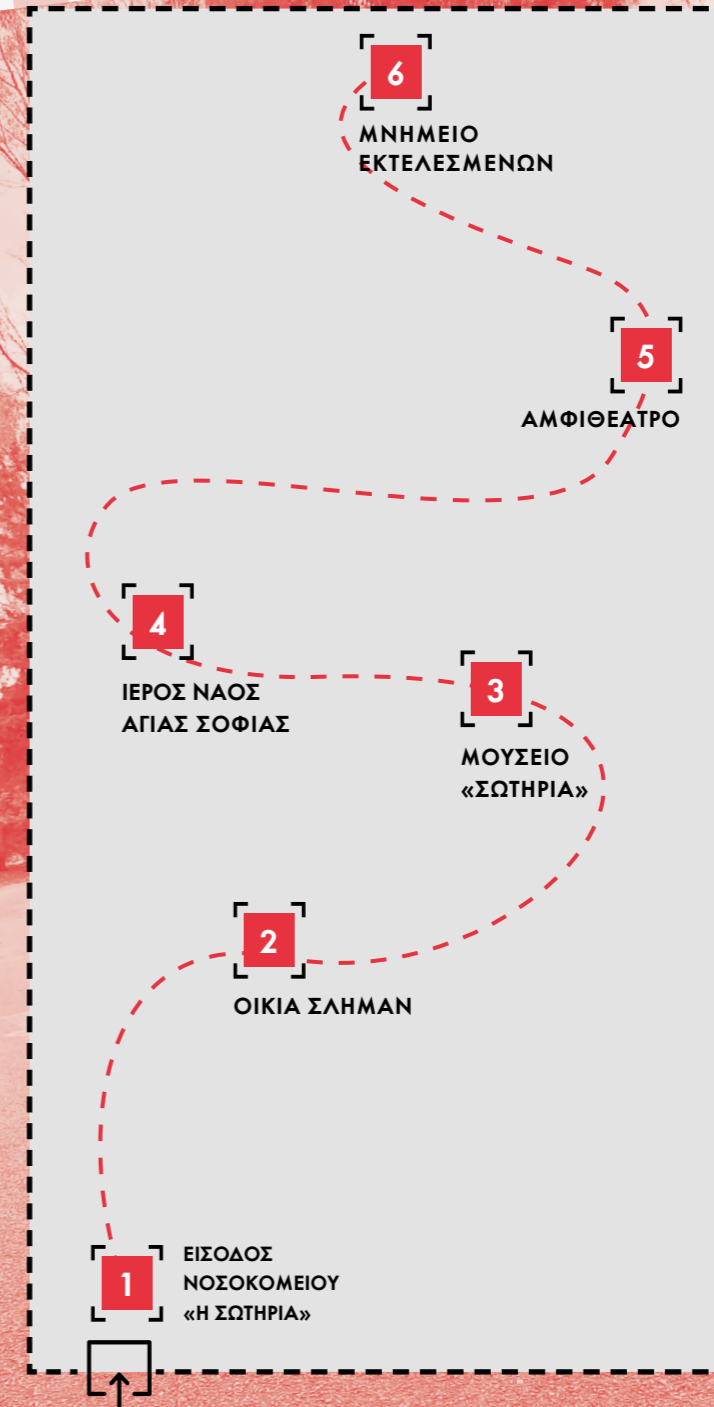 6
ΜΝΗΜΕΙΟ
ΕΚΤΕΛΕΣΜΕΝΩΝ
5
ΑΜΦΙΘΕΑΤΡΟ
4
ΙΕΡΟΣ ΝΑΟΣ
ΑΓΙΑΣ ΣΟΦΙΑΣ
3
ΜΟΥΣΕΙΟ
«ΣΩΤΗΡΙΑ»
2
ΟΙΚΙΑ ΣΛΗΜΑΝ
1
ΕΙΣΟΔΟΣ
ΝΟΣΟΚΟΜΕΙΟΥ
«Η ΣΩΤΗΡΙΑ»